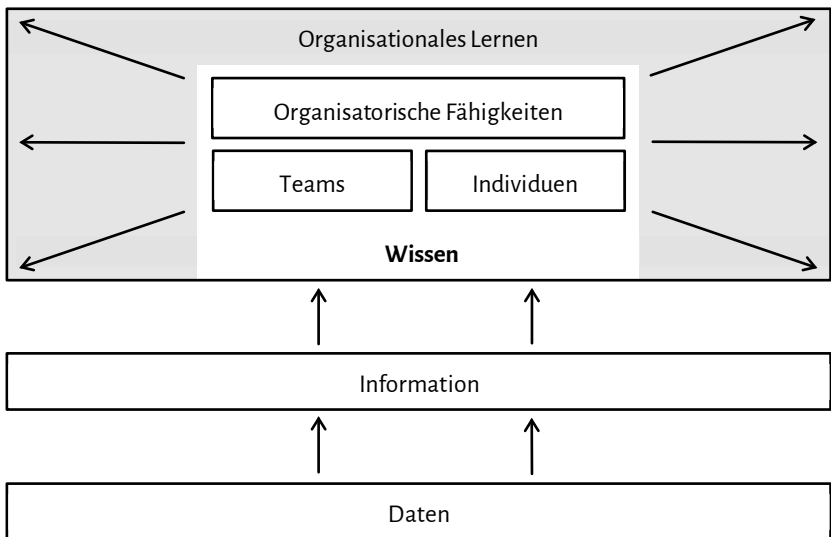 Organisationales Lernen
Organisatorische Fähigkeiten
Teams
Individuen
Wissen
Information
Daten